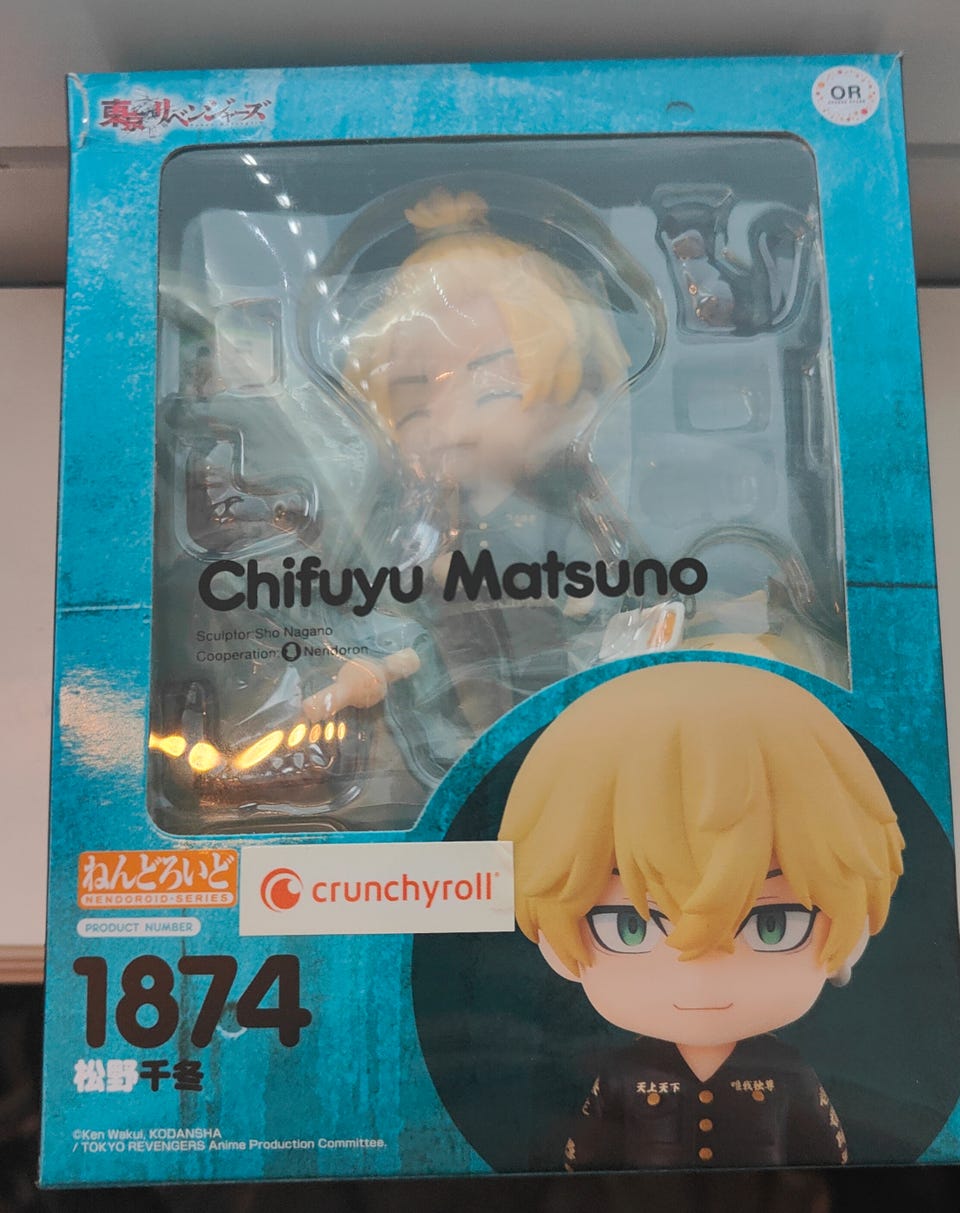 東京リベンジャーズ
OR
Chifuyu Matsuno
Sculptor:Sho Nagano
Cooperation: Nendoron
ねんどろいど
NENDOROID-SERIES
crunchyroll
PRODUCT NUMBER
1874
松野千冬
天上天下 唯我独尊
©Ken Wakui, KODANSHA
/ TOKYO REVENGERS Anime Production Committee.